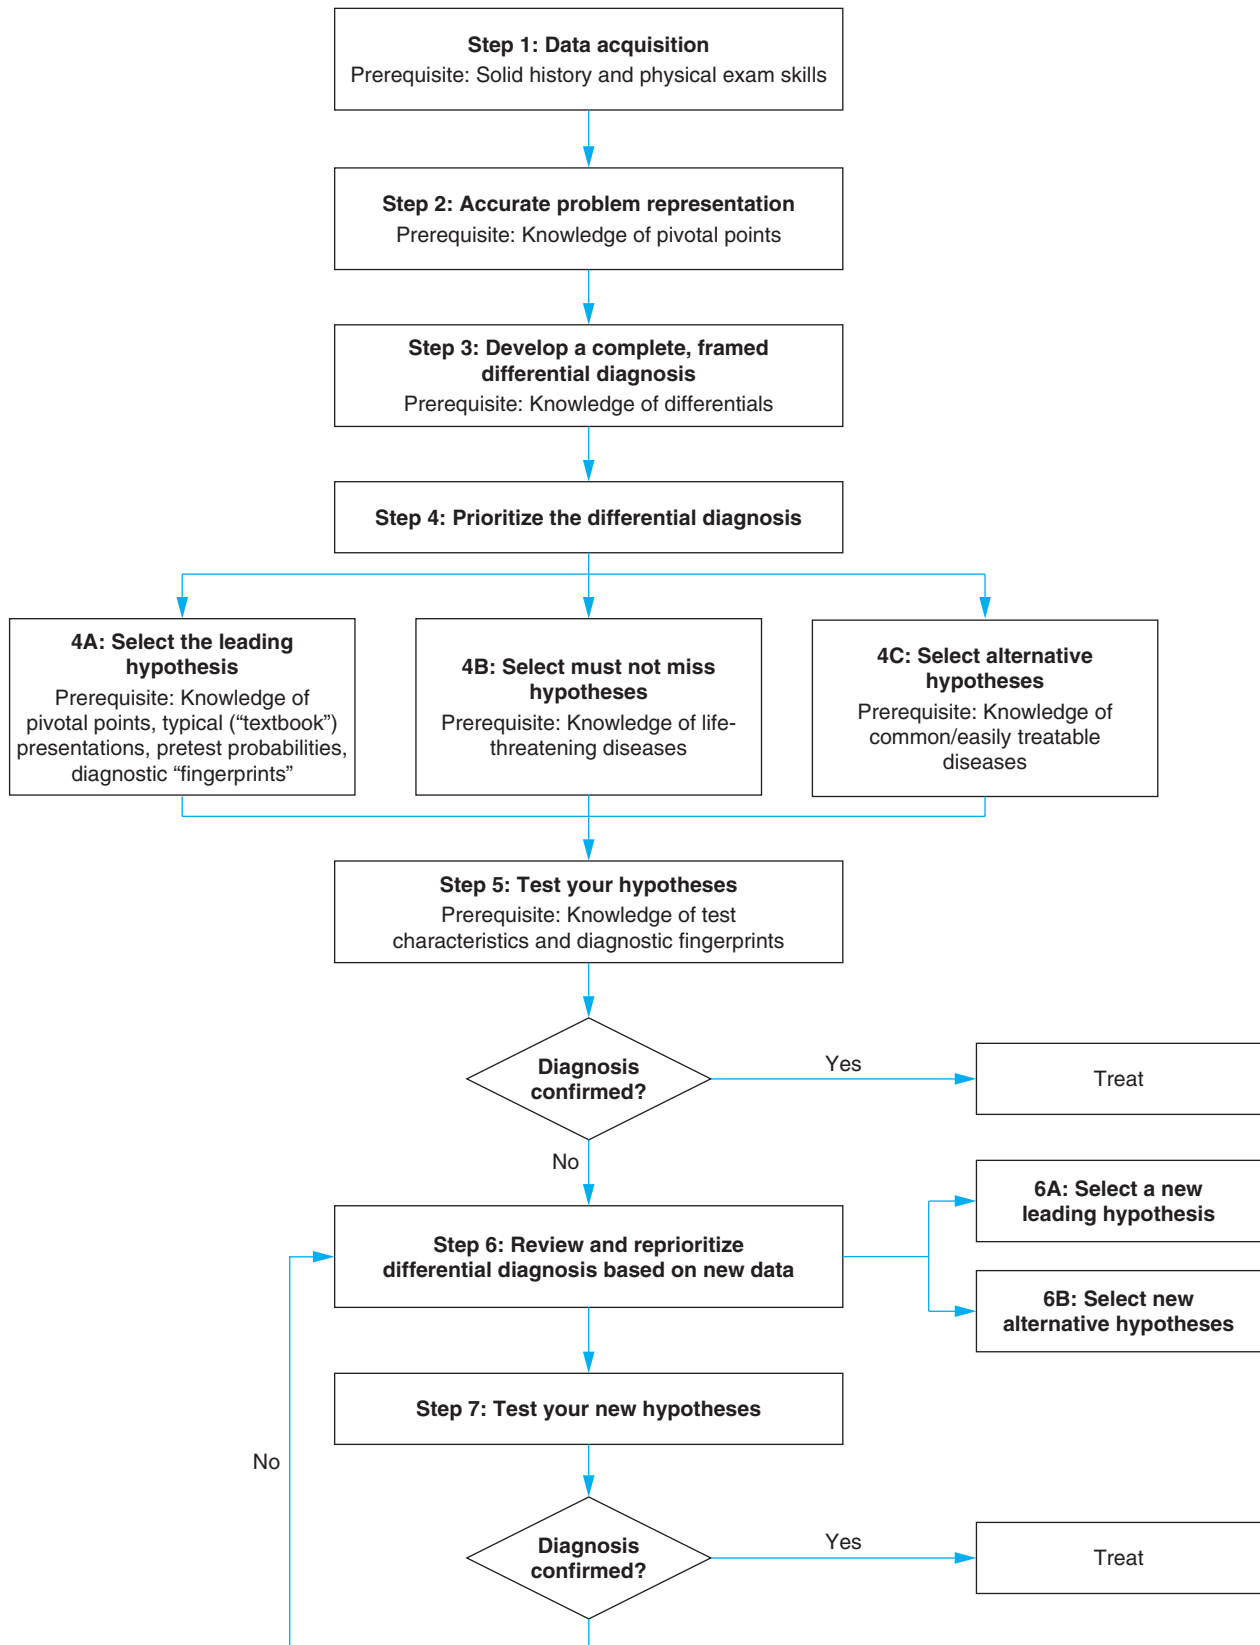 Step 1: Data acquisition
Prerequisite: Solid history and physical exam skills
Step 2: Accurate problem representation
Prerequisite: Knowledge of pivotal points
Step 3: Develop a complete, framed
differential diagnosis
Prerequisite: Knowledge of differentials
Step 4: Prioritize the differential diagnosis
4A: Select the leading
hypothesis
Prerequisite: Knowledge of
pivotal points, typical (“textbook”)
presentations, pretest probabilities,
diagnostic “fingerprints”
4B: Select must not miss
hypotheses
Prerequisite: Knowledge of life-
threatening diseases
4C: Select alternative
hypotheses
Prerequisite: Knowledge of
common/easily treatable
diseases
Step 5: Test your hypotheses
Prerequisite: Knowledge of test
characteristics and diagnostic fingerprints
Diagnosis
confirmed?
Yes
Treat
No
Step 6: Review and reprioritize
differential diagnosis based on new data
6A: Select a new
leading hypothesis
6B: Select new
alternative hypotheses
Step 7: Test your new hypotheses
No
Diagnosis
confirmed?
Yes
Treat